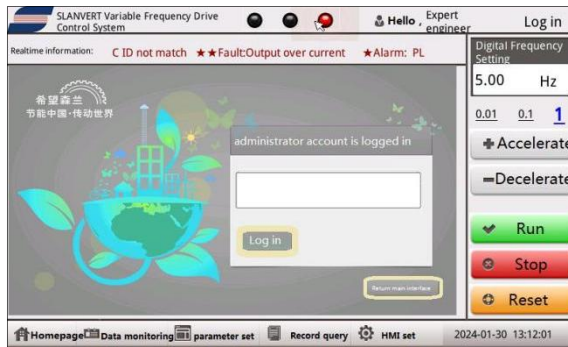 SLANVERT Variable Frequency Drive
Control System
Hello , Expert
engineer
Log in
Realtime information: C ID not match ★★Fault:Output over current ★Alarm: PL
Digital Frequency
Setting
5.00 Hz
0.01 0.1 1
希望森兰
节能中国·传动世界
administrator account is logged in
Accelerate
Decelerate
Log in
Run
Stop
Return main interface
Reset
Homepage Data monitoring parameter set Record query HMI set 2024-01-30 13:12:01